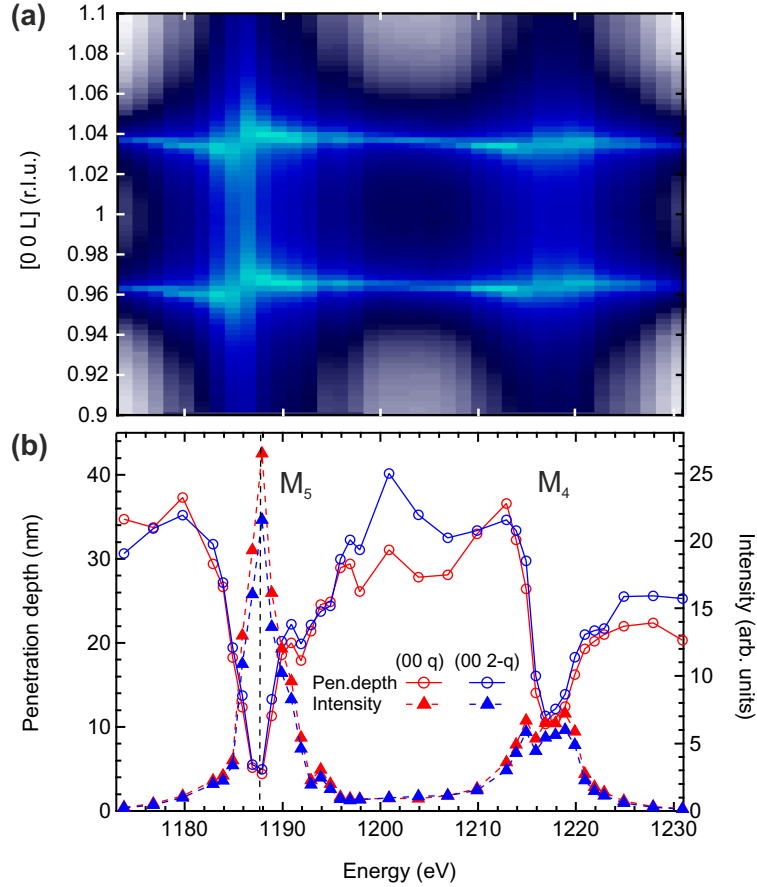 (a)
1.1
1.08
1.06
1.04
1.02
1
0.98
0.96
0.94
0.92
0.9
[0 0 L] (r.l.u.)
(b)
40
30
20
10
0
Penetration depth (nm)
M5
M4
(00 q) (00 2-q)
Pen.depth
Intensity
25
20
15
10
5
0
Intensity (arb. units)
1180 1190 1200 1210 1220 1230
Energy (eV)